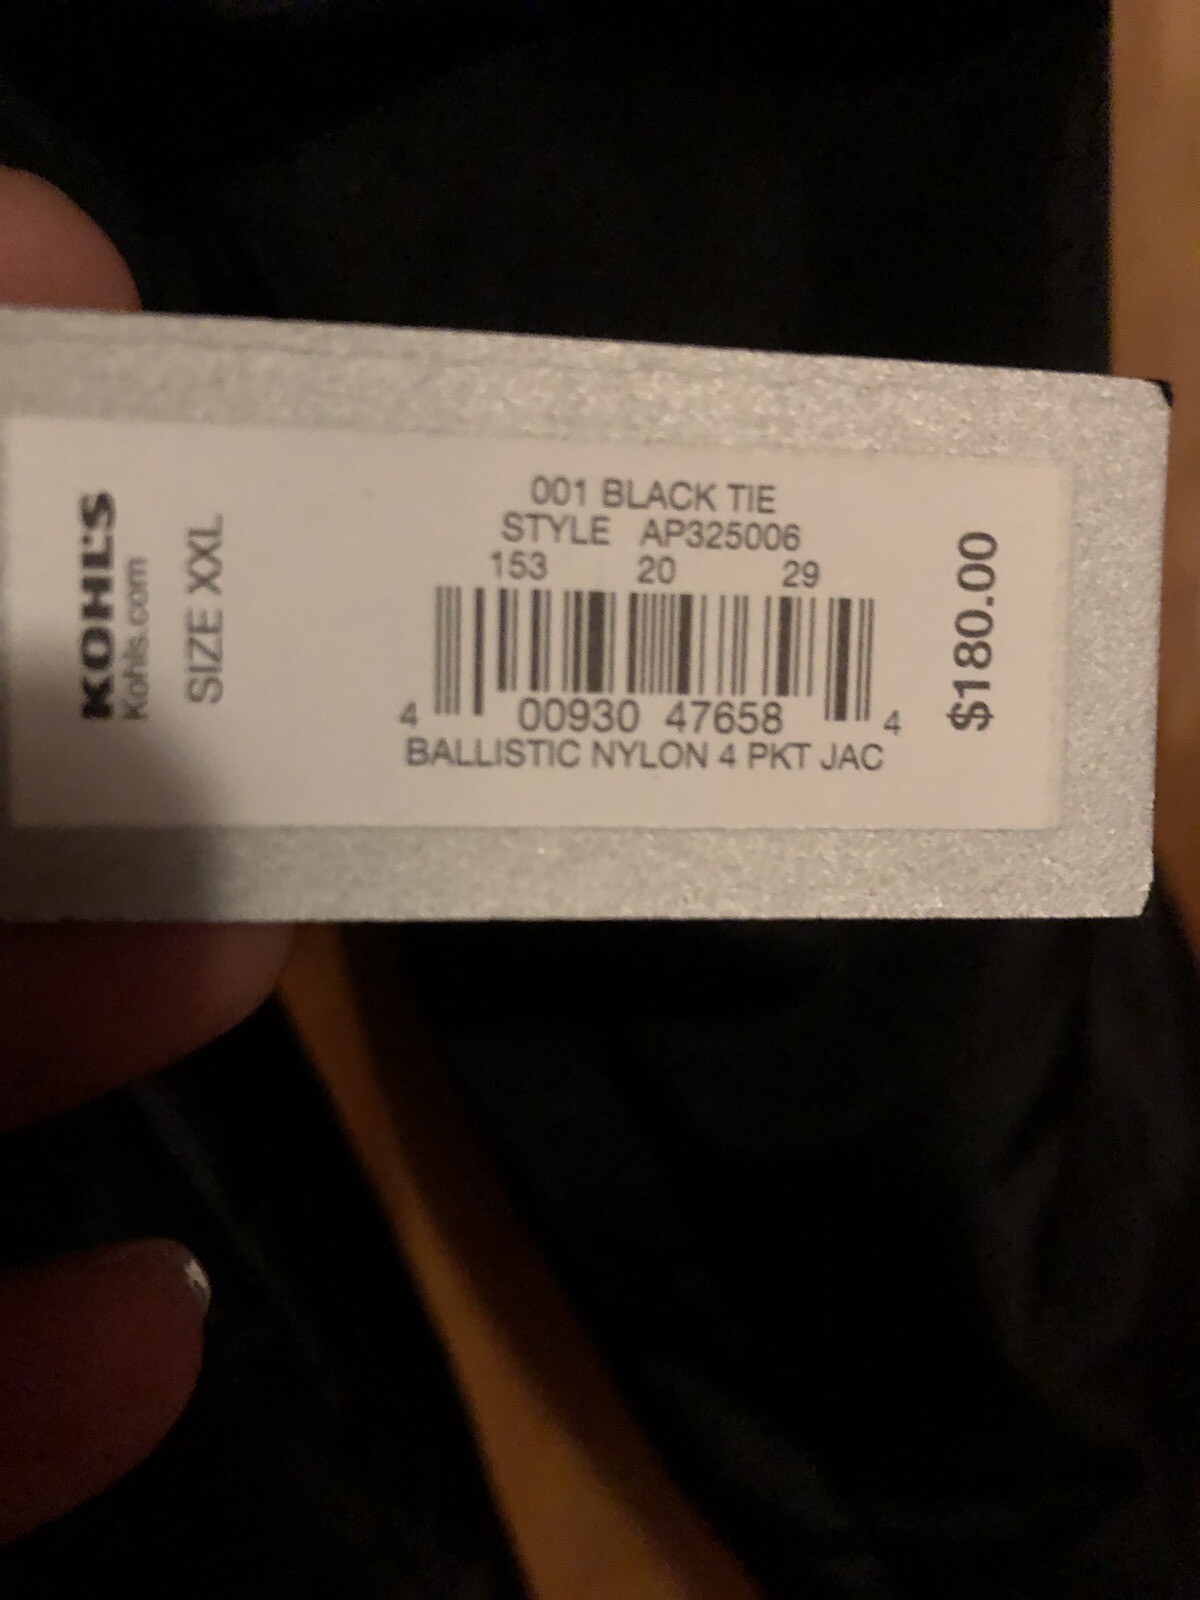 KOHL'S
Kohls.com
SIZE XXL
001 BLACK TIE
STYLE AP325006
153 20 29
4 00930 47658 4
BALLISTIC NYLON 4 PKT JAC
$180.00